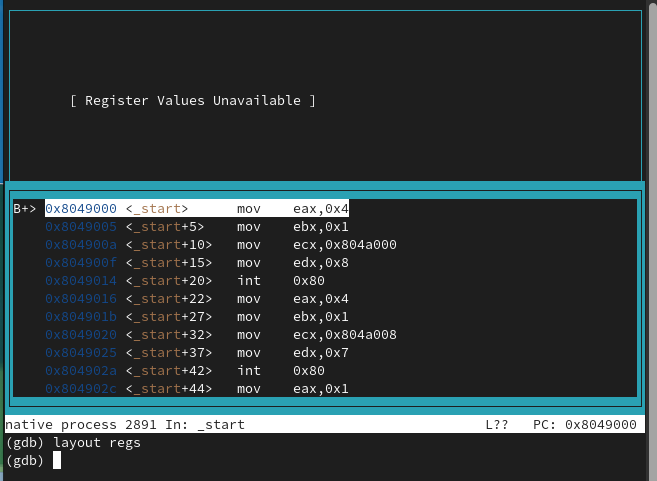 [ Register Values Unavailable ]
B+> 0x8049000 <_start> mov eax,0x4
0x8049005 <_start+5> mov ebx,0x1
0x804900a <_start+10> mov ecx,0x804a000
0x804900f <_start+15> mov edx,0x8
0x8049014 <_start+20> int 0x80
0x8049016 <_start+22> mov eax,0x4
0x804901b <_start+27> mov ebx,0x1
0x8049020 <_start+32> mov ecx,0x804a008
0x8049025 <_start+37> mov edx,0x7
0x804902a <_start+42> int 0x80
0x804902c <_start+44> mov eax,0x1
native process 2891 In: _start L?? PC: 0x8049000
(gdb) layout regs
(gdb)